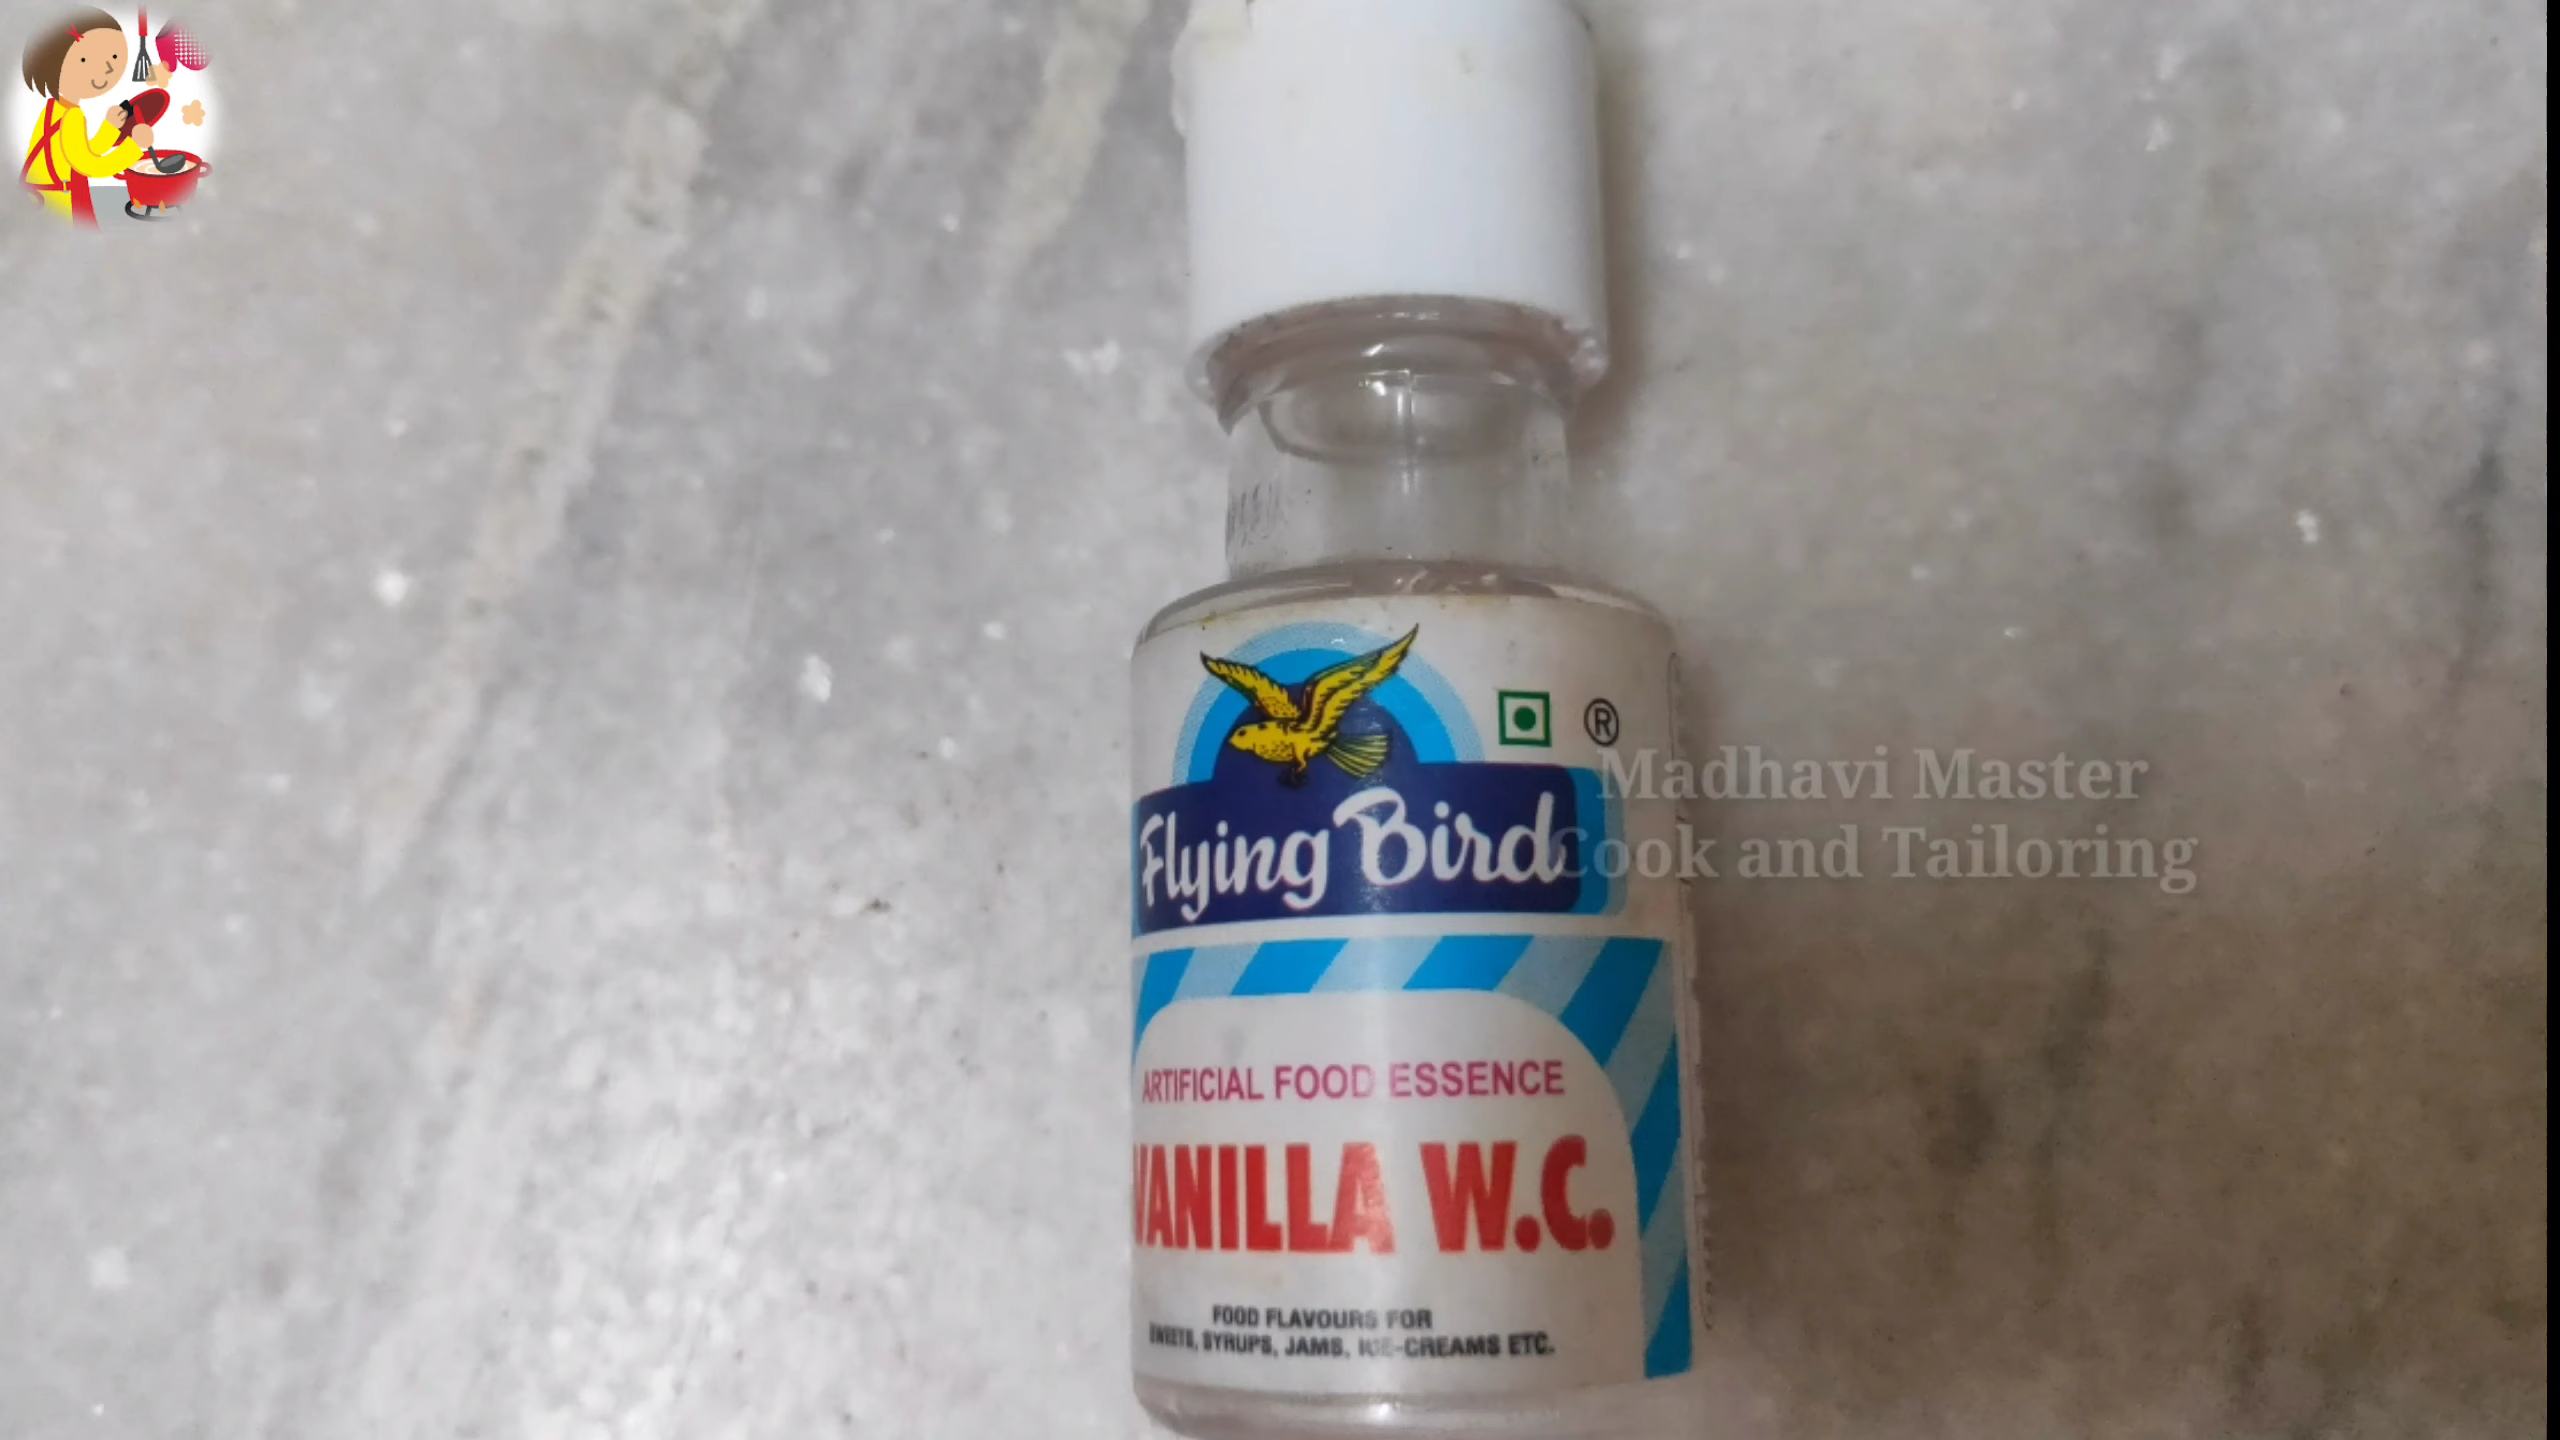 ®
Flying Bird
Madhavi Master
Cook and Tailoring
ARTIFICIAL FOOD ESSENCE
VANILLA W.C.
FOOD FLAVOURS FOR
SWEETS, SYRUPS, JAMS, ICE-CREAMS ETC.